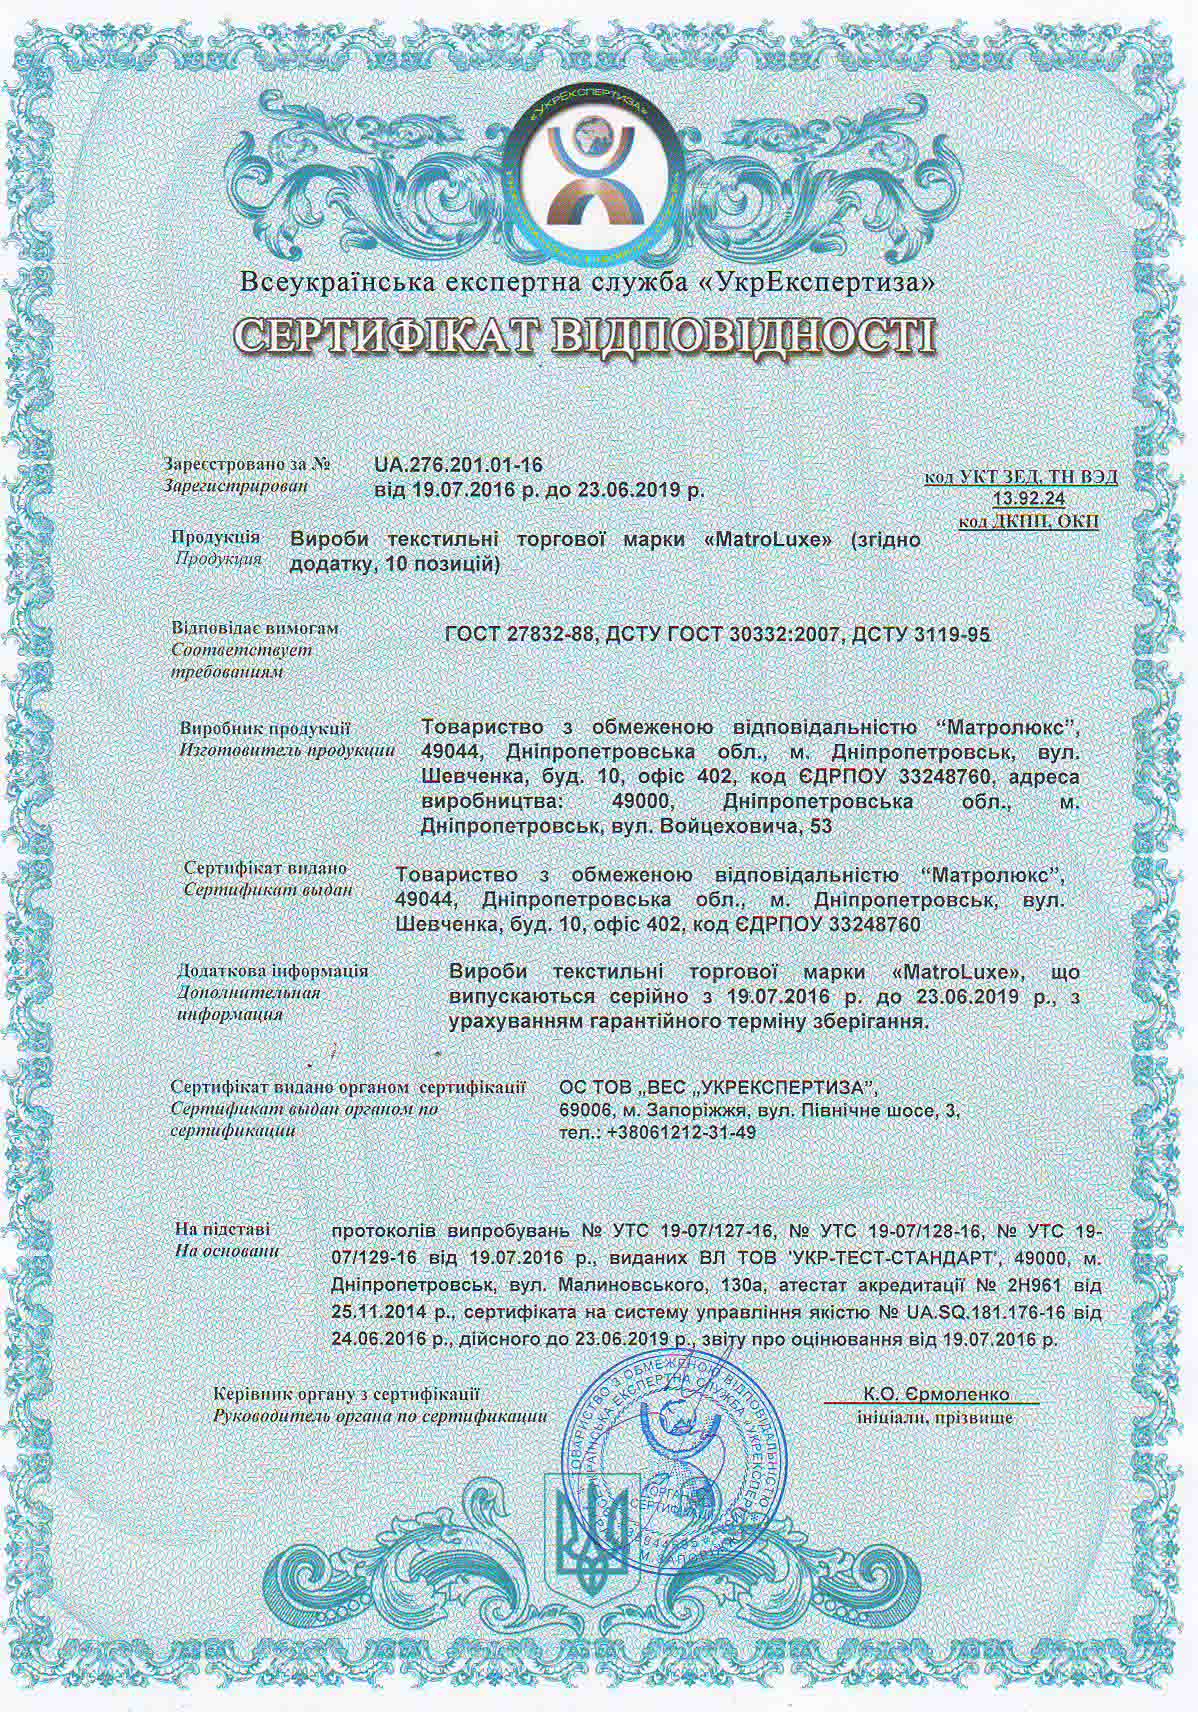 «УКРЕКСПЕРТИЗА»
Всеукраїнська експертна служба «УкрЕкспертиза»
СЕРТИФІКАТ ВІДПОВІДНОСТІ
Зареєстровано за № UA.276.201.01-16
Зарегистрирован від 19.07.2016 р. до 23.06.2019 р.
код УКТ ЗЕД, ТН ВЭД
13.92.24
код ДКПП, ОКП
Продукція Вироби текстильні торгової марки «MatroLuxe» (згідно
Продукция додатку, 10 позицій)
Відповідає вимогам ГОСТ 27832-88, ДСТУ ГОСТ 30332:2007, ДСТУ 3119-95
Соответствует
требованиям
Виробник продукції Товариство з обмеженою відповідальністю “Матролюкс”,
Изготовитель продукции 49044, Дніпропетровська обл., м. Дніпропетровськ, вул.
Шевченка, буд. 10, офіс 402, код ЄДРПОУ 33248760, адреса
виробництва: 49000, Дніпропетровська обл., м.
Дніпропетровськ, вул. Войцеховича, 53
Сертифікат видано Товариство з обмеженою відповідальністю “Матролюкс”,
Сертификат выдан 49044, Дніпропетровська обл., м. Дніпропетровськ, вул.
Шевченка, буд. 10, офіс 402, код ЄДРПОУ 33248760
Додаткова інформація Вироби текстильні торгової марки «MatroLuxe», що
Дополнительная випускаються серійно з 19.07.2016 р. до 23.06.2019 р., з
информация урахуванням гарантійного терміну зберігання.
Сертифікат видано органом сертифікації ОС ТОВ „ВЕС „УКРЕКСПЕРТИЗА”,
Сертификат выдан органом по 69006, м. Запоріжжя, вул. Північне шосе, 3,
сертификации тел.: +38061212-31-49
На підставі протоколів випробувань № УТС 19-07/127-16, № УТС 19-07/128-16, № УТС 19-
На основани 07/129-16 від 19.07.2016 р., виданих ВЛ ТОВ 'УКР-ТЕСТ-СТАНДАРТ', 49000, м.
Дніпропетровськ, вул. Малиновського, 130а, атестат акредитації № 2Н961 від
25.11.2014 р., сертифіката на систему управління якістю № UA.SQ.181.176-16 від
24.06.2016 р., дійсного до 23.06.2019 р., звіту про оцінювання від 19.07.2016 р.
Керівник органу з сертифікації К.О. Єрмоленко
Руководитель органа по сертификации ініціали, прізвище
ТОВАРИСТВО З ОБМЕЖЕНОЮ ВІДПОВІДАЛЬНІСТЮ
ЕКСПЕРТНА СЛУЖБА
М. ЗАПОРІЖЖЯ